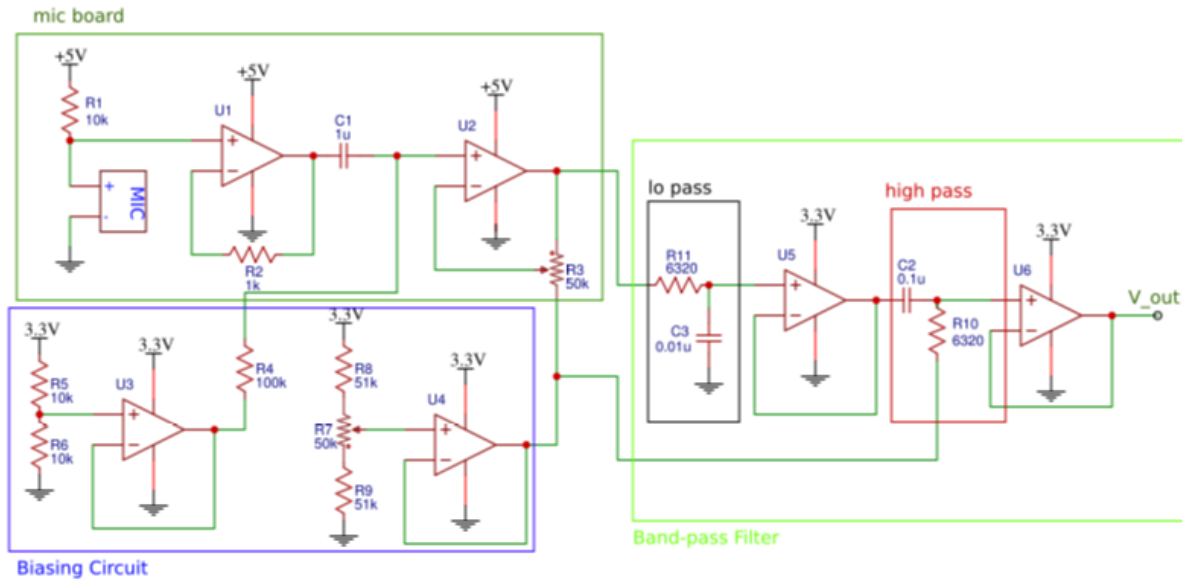 mic board
+5V
R1
10k
+
-
MIC
U1
+5V
+
−
R2
1k
C1
1u
U2
+5V
+
−
R3
50k
3.3V
R5
10k
R6
10k
U3
3.3V
+
−
R4
100k
3.3V
R8
51k
R7
50k
R9
51k
U4
3.3V
+
−
Biasing Circuit
lo pass
R11
6320
C3
0.01u
U5
3.3V
+
−
high pass
C2
0.1u
R10
6320
U6
3.3V
+
−
V_out
Band-pass Filter